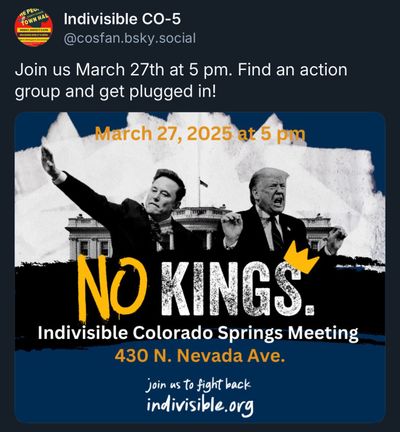 Indivisible CO-5
@cosfan.bsky.social
Join us March 27th at 5 pm. Find an action
group and get plugged in!
March 27, 2025 at 5 pm
NO KINGS.
Indivisible Colorado Springs Meeting
430 N. Nevada Ave.
join us to fight back
indivisible.org